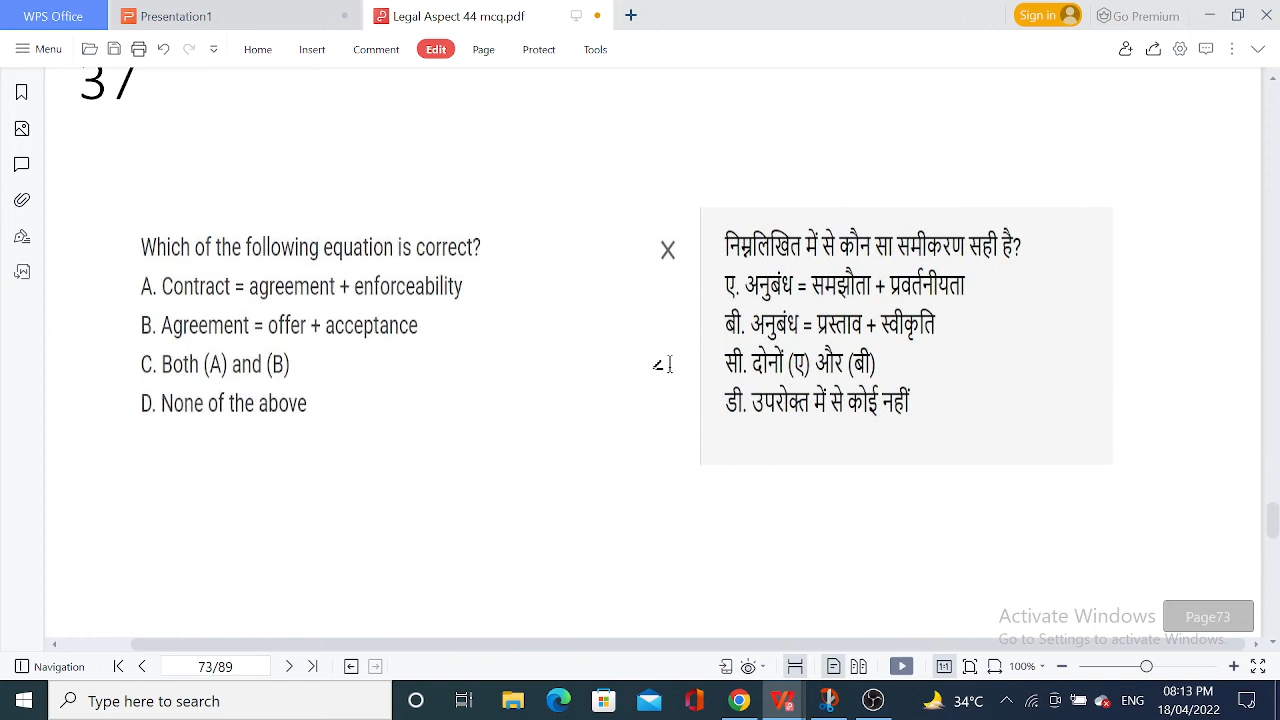 WPS Office
Presentation1
Legal Aspect 44 mcq.pdf
Sign in
Go Premium
Menu
Home
Insert
Comment
Edit
Page
Protect
Tools
37
Which of the following equation is correct?
A. Contract = agreement + enforceability
B. Agreement = offer + acceptance
C. Both (A) and (B)
D. None of the above
निम्नलिखित में से कौन सा समीकरण सही है?
ए. अनुबंध = समझौता + प्रवर्तनीयता
बी. अनुबंध = प्रस्ताव + स्वीकृति
सी. दोनों (ए) और (बी)
डी. उपरोक्त में से कोई नहीं
Activate Windows
Go to Settings to activate Windows.
Page73
Navigation
73/89
100%
Type here to search
34°C
ENG
8:13 PM
18/04/2022